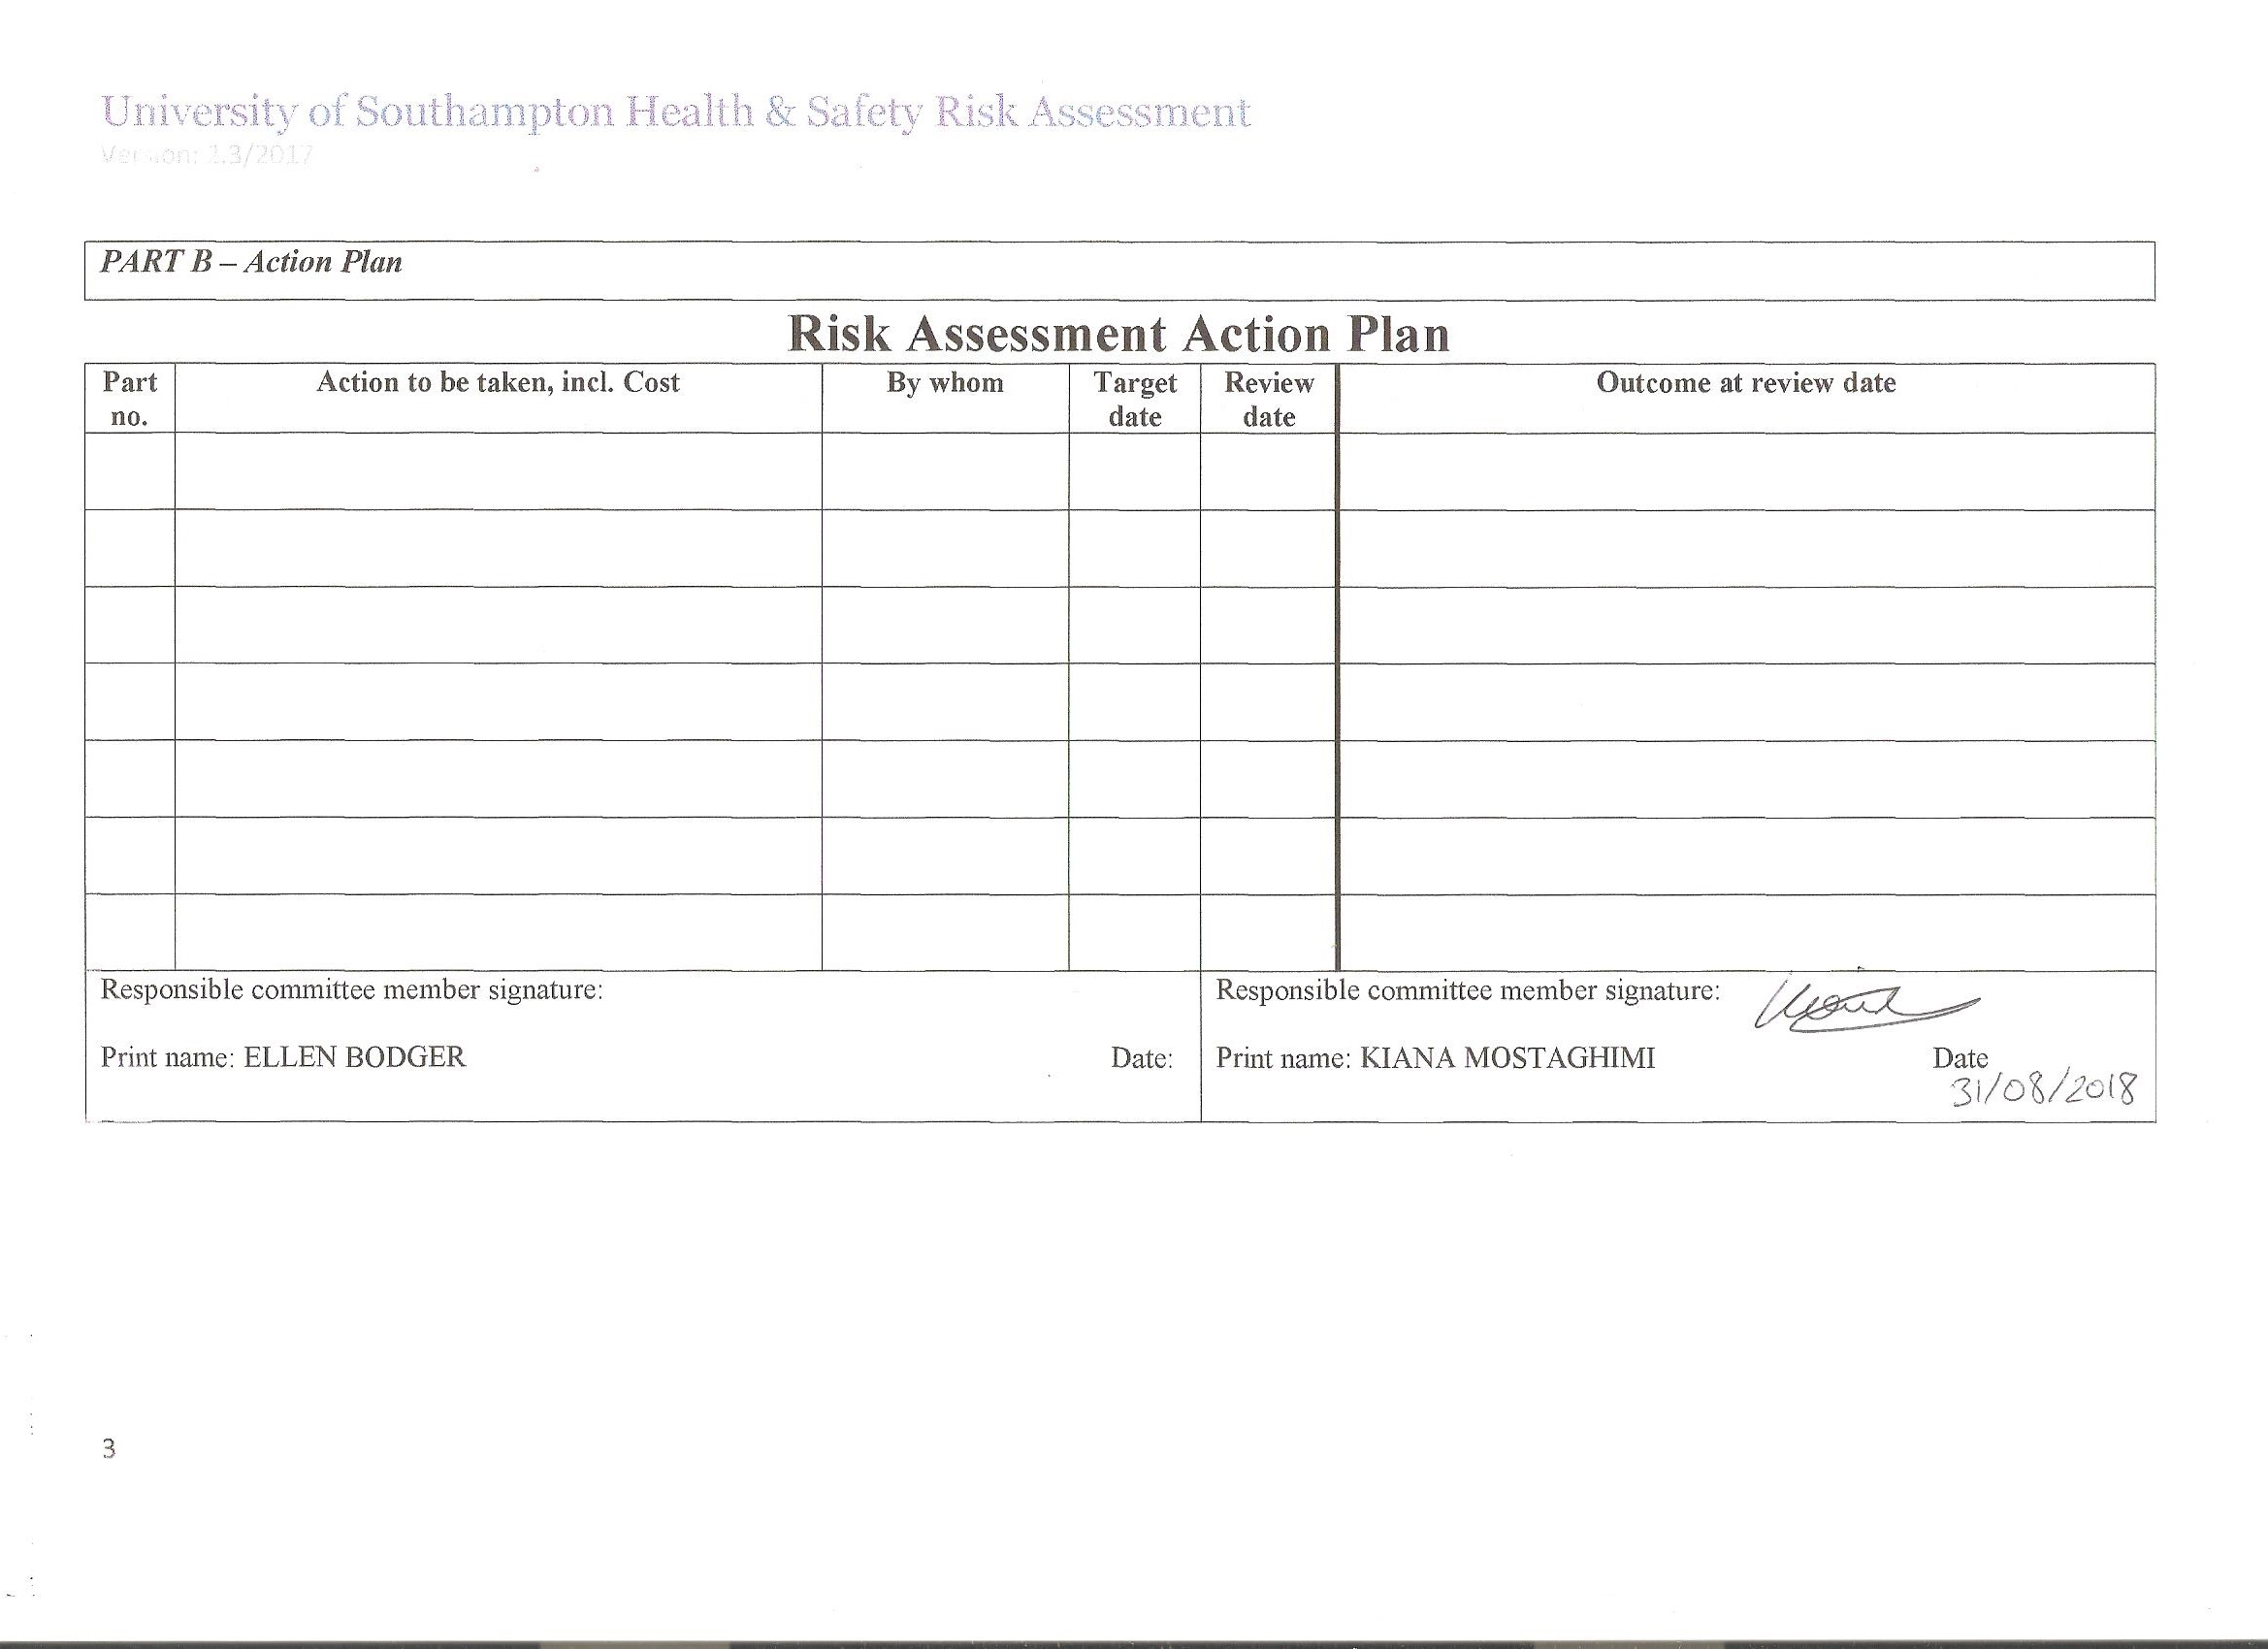 University of Southampton Health & Safety Risk Assessment
Version: 2.3/2017
PART B – Action Plan
Risk Assessment Action Plan
Part no. Action to be taken, incl. Cost By whom Target date Review date Outcome at review date
Responsible committee member signature:
Print name: ELLEN BODGER Date:
Responsible committee member signature:
Print name: KIANA MOSTAGHIMI Date
31/08/2018
3